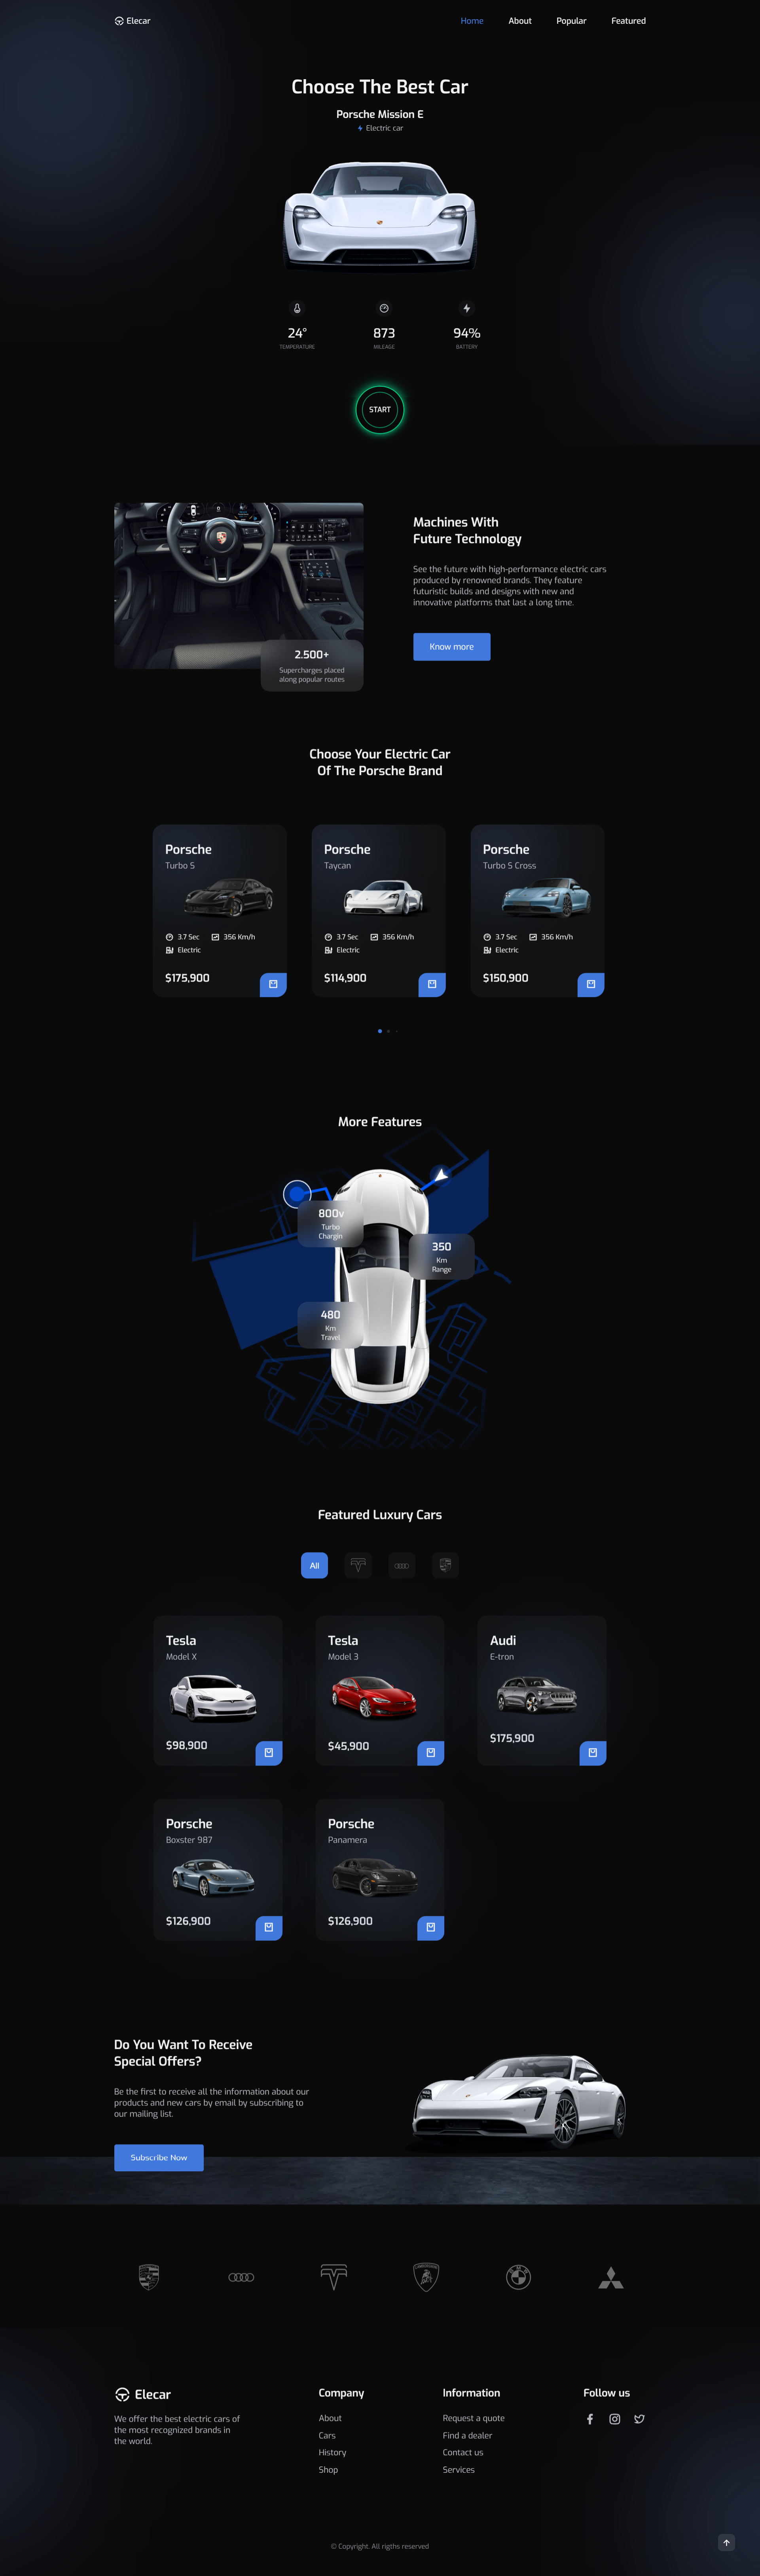 Elecar
Home
About
Popular
Featured
Choose The Best Car
Porsche Mission E
Electric car
24°
TEMPERATURE
873
MILEAGE
94%
BATTERY
START
Machines With
Future Technology
See the future with high-performance electric cars
produced by renowned brands. They feature
futuristic builds and designs with new and
innovative platforms that last a long time.
Know more
2.500+
Supercharges placed
along popular routes
Choose Your Electric Car
Of The Porsche Brand
Porsche
Turbo S
3.7 Sec
356 Km/h
Electric
$175,900
Porsche
Taycan
3.7 Sec
356 Km/h
Electric
$114,900
Porsche
Turbo S Cross
3.7 Sec
356 Km/h
Electric
$150,900
More Features
800v
Turbo
Chargin
350
Km
Range
480
Km
Travel
Featured Luxury Cars
All
Tesla
Model X
$98,900
Tesla
Model 3
$45,900
Audi
E-tron
$175,900
Porsche
Boxster 987
$126,900
Porsche
Panamera
$126,900
Do You Want To Receive
Special Offers?
Be the first to receive all the information about our
products and new cars by email by subscribing to
our mailing list.
Subscribe Now
Elecar
We offer the best electric cars of
the most recognized brands in
the world.
Company
About
Cars
History
Shop
Information
Request a quote
Find a dealer
Contact us
Services
Follow us
© Copyright. All rigths reserved